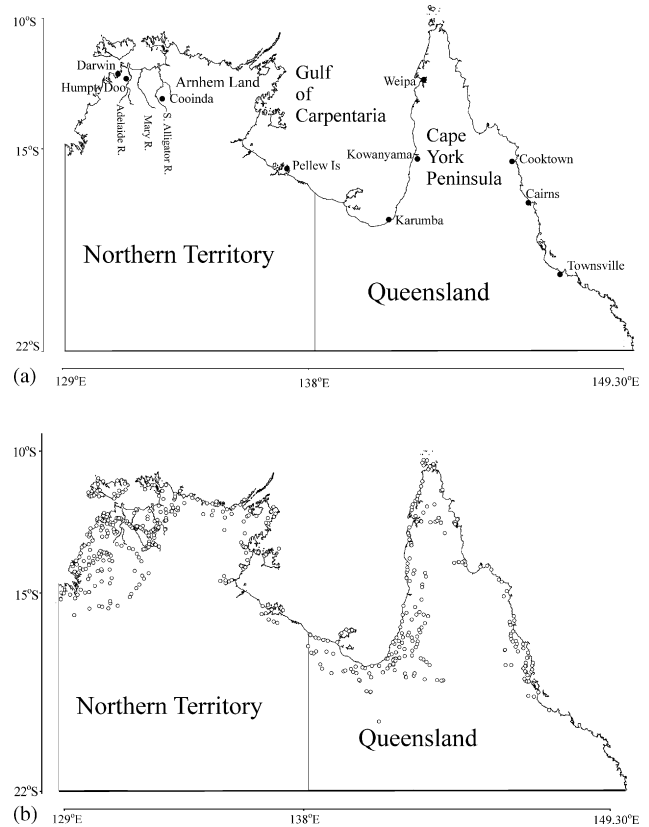 10°S
Darwin
Humpty Doo
Arnhem Land
Cooinda
Adelaide R.
Mary R.
S. Alligator R.
Gulf
of
Carpentaria
Weipa
15°S
Kowanyama
Cape
York
Peninsula
Cooktown
Pellew Is
Cairns
Karumba
Northern Territory
Townsville
Queensland
22°S
(a)
129°E
138°E
149.30°E
10°S
15°S
Northern Territory
Queensland
22°S
(b)
129°E
138°E
149.30°E